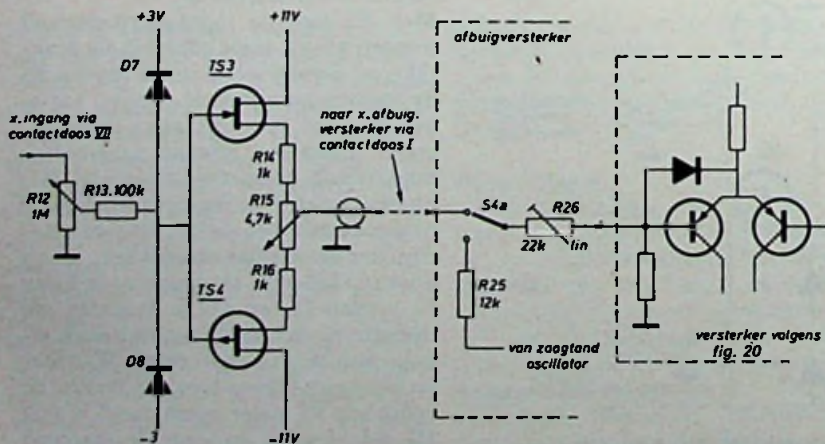 +3V
+11V
D7
TS3
x.ingang via
contactdoos VII
R12
1M
R13.100k
R14
1k
R15
4,7k
R16
1k
TS4
D8
-3
-11V
naar x.afbuig.
versterker via
contactdoos I
afbuigversterker
S4a
R26
22k
lin
R25
12k
van zaagtand
oscillator
versterker volgens
fig. 20